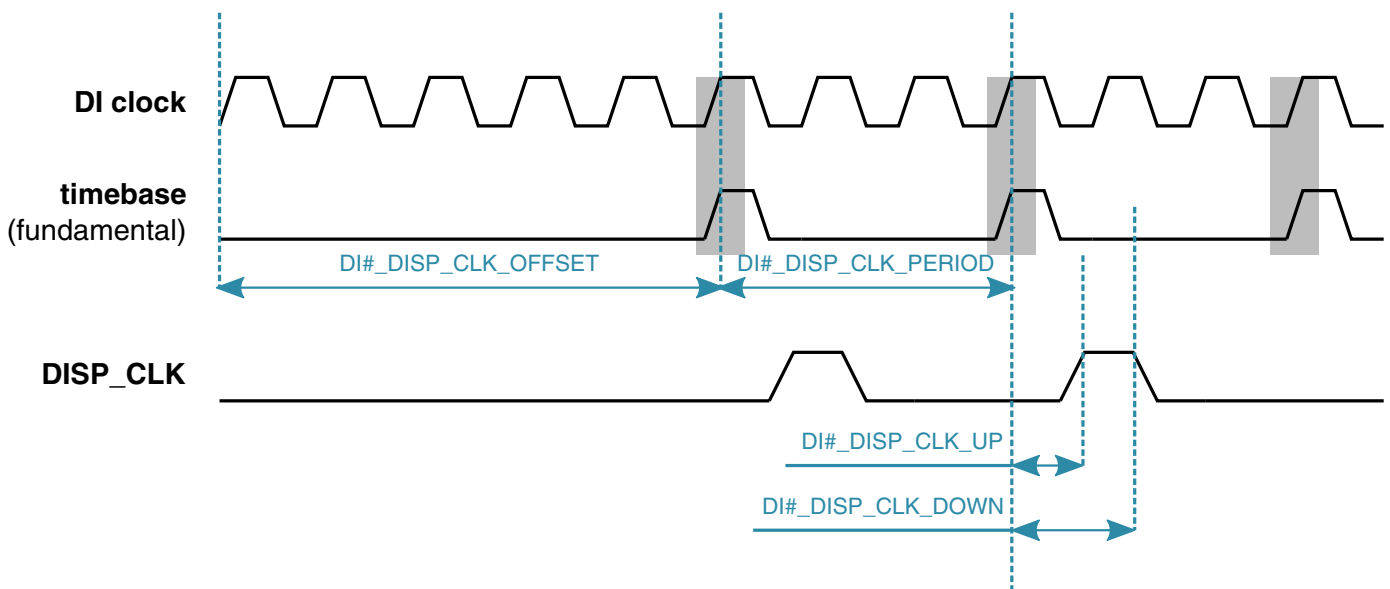 DI clock
timebase
(fundamental)
DI#_DISP_CLK_OFFSET
DI#_DISP_CLK_PERIOD
DISP_CLK
DI#_DISP_CLK_UP
DI#_DISP_CLK_DOWN